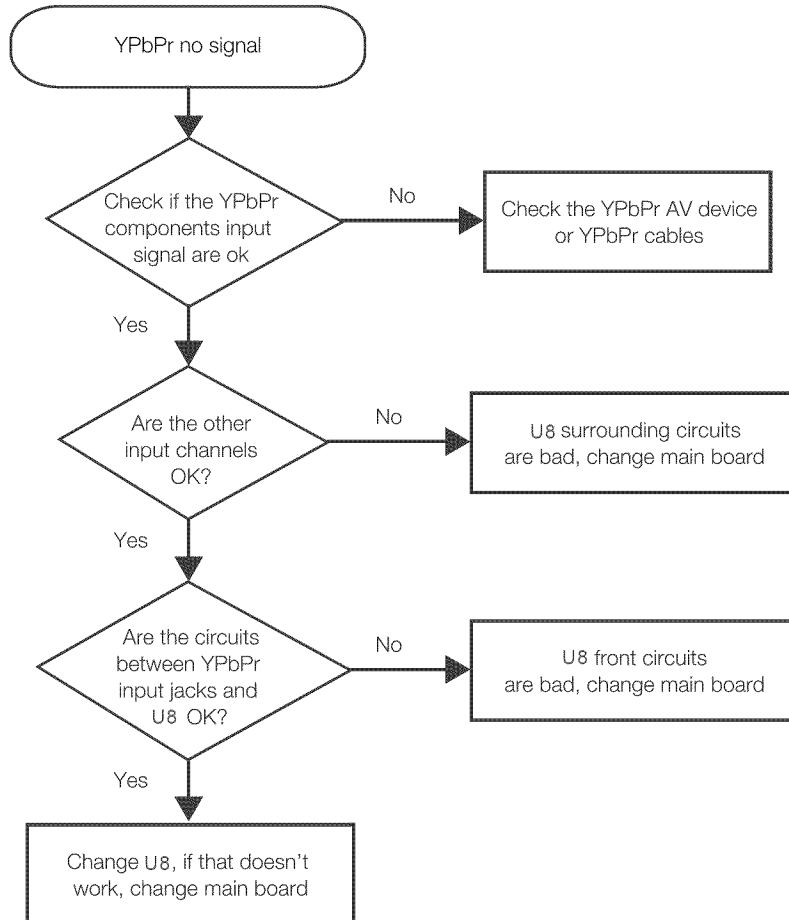 YPbPr no signal
Check if the YPbPr
components input
signal are ok
No
Check the YPbPr AV device
or YPbPr cables
Yes
Are the other
input channels
OK?
No
U8 surrounding circuits
are bad, change main board
Yes
Are the circuits
between YPbPr
input jacks and
U8 OK?
No
U8 front circuits
are bad, change main board
Yes
Change U8, if that doesn't
work, change main board